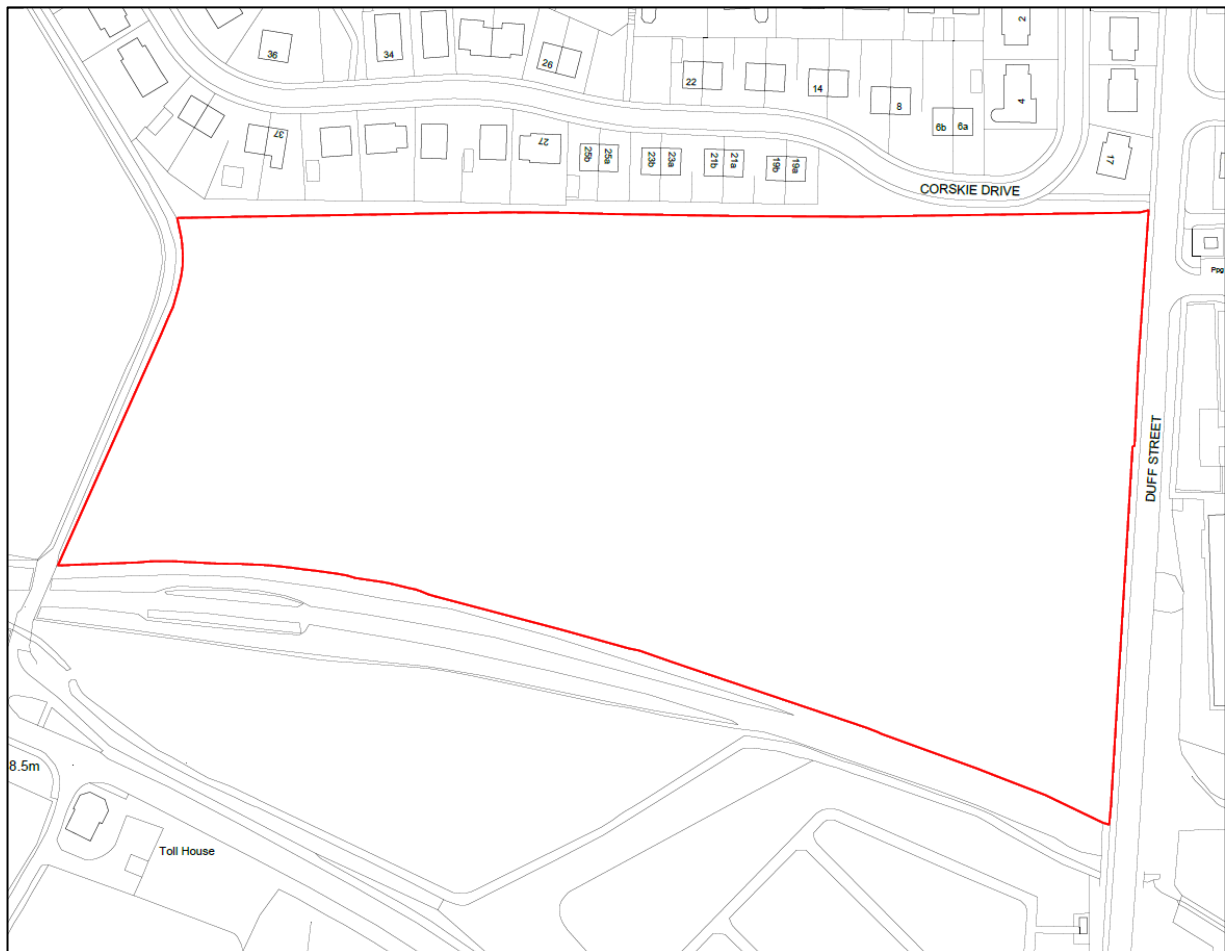 2
36
34
26
22
14
8
4
6b
6a
37
27
25b
25a
23b
23a
21b
21a
19b
19a
17
CORSKIE DRIVE
Ppg
DUFF STREET
8.5m
Toll House